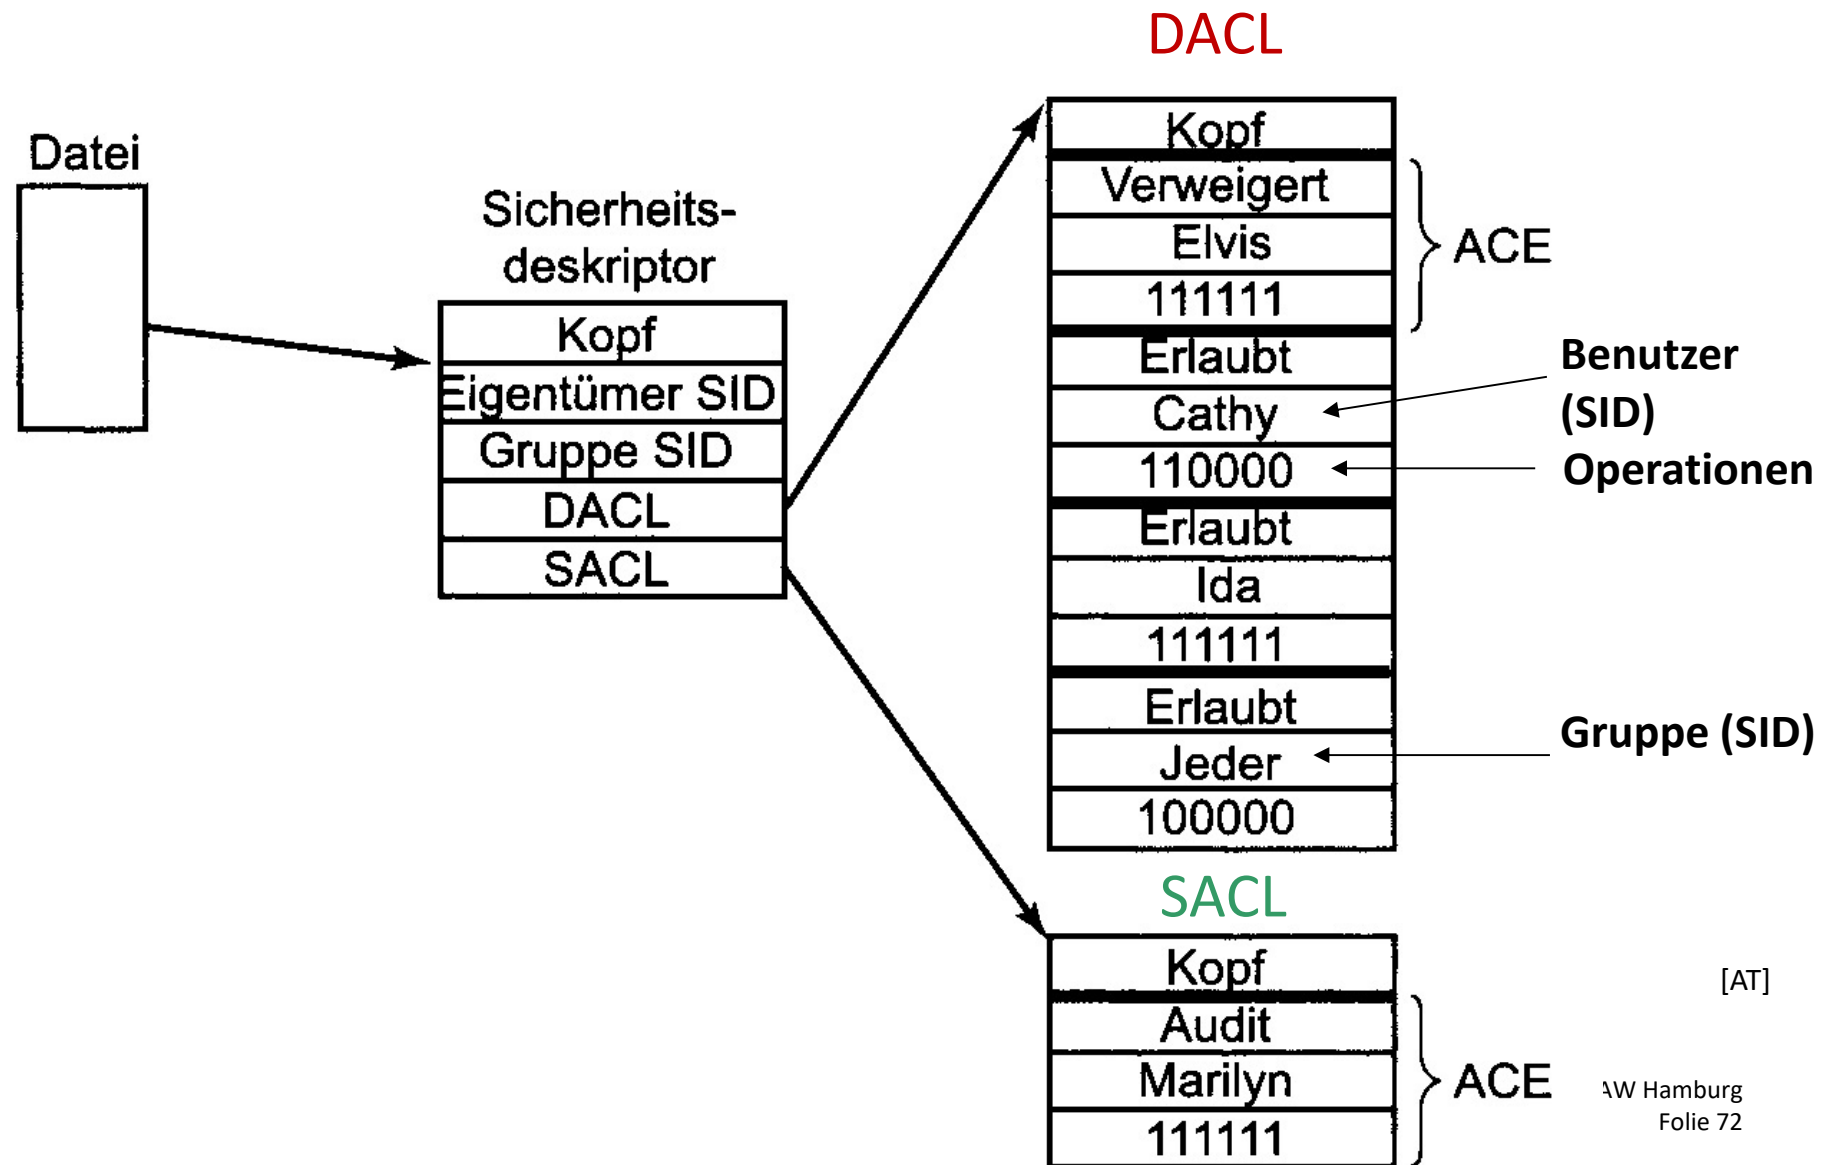 DACL
Datei
Sicherheits-
deskriptor
Kopf
Eigentümer SID
Gruppe SID
DACL
SACL
Kopf
Verweigert
Elvis
111111
ACE
Erlaubt
Cathy
110000
Benutzer
(SID)
Operationen
Erlaubt
Ida
111111
Erlaubt
Jeder
100000
Gruppe (SID)
SACL
Kopf
Audit
Marilyn
111111
ACE
[AT]
AW Hamburg
Folie 72